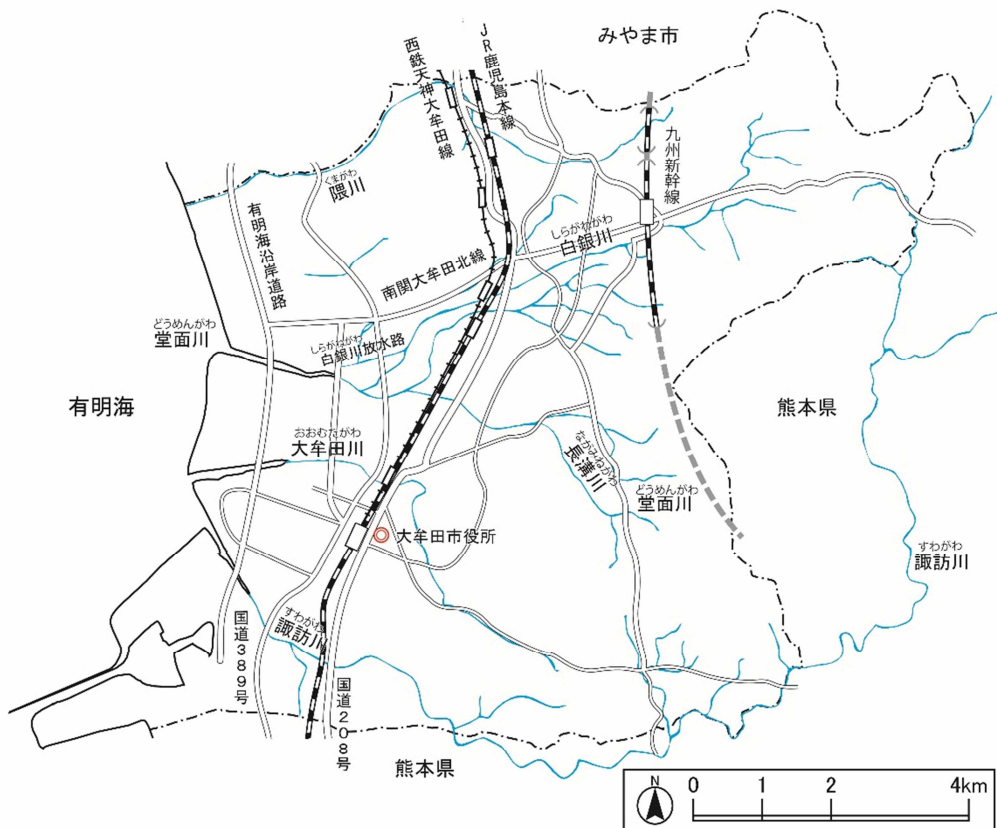 みやま市
JR鹿児島本線
西鉄天神大牟田線
九州新幹線
くまがわ
隈川
有明海沿岸道路
しらがねがわ
白銀川
南関大牟田北線
どうめんがわ
堂面川
しらがねがわ
白銀川放水路
有明海
熊本県
おおむたがわ
大牟田川
ながみねがわ
長溝川
どうめんがわ
堂面川
大牟田市役所
すわがわ
諏訪川
すわがわ
諏訪川
国道389号
国道208号
熊本県
N
0 1 2 4km